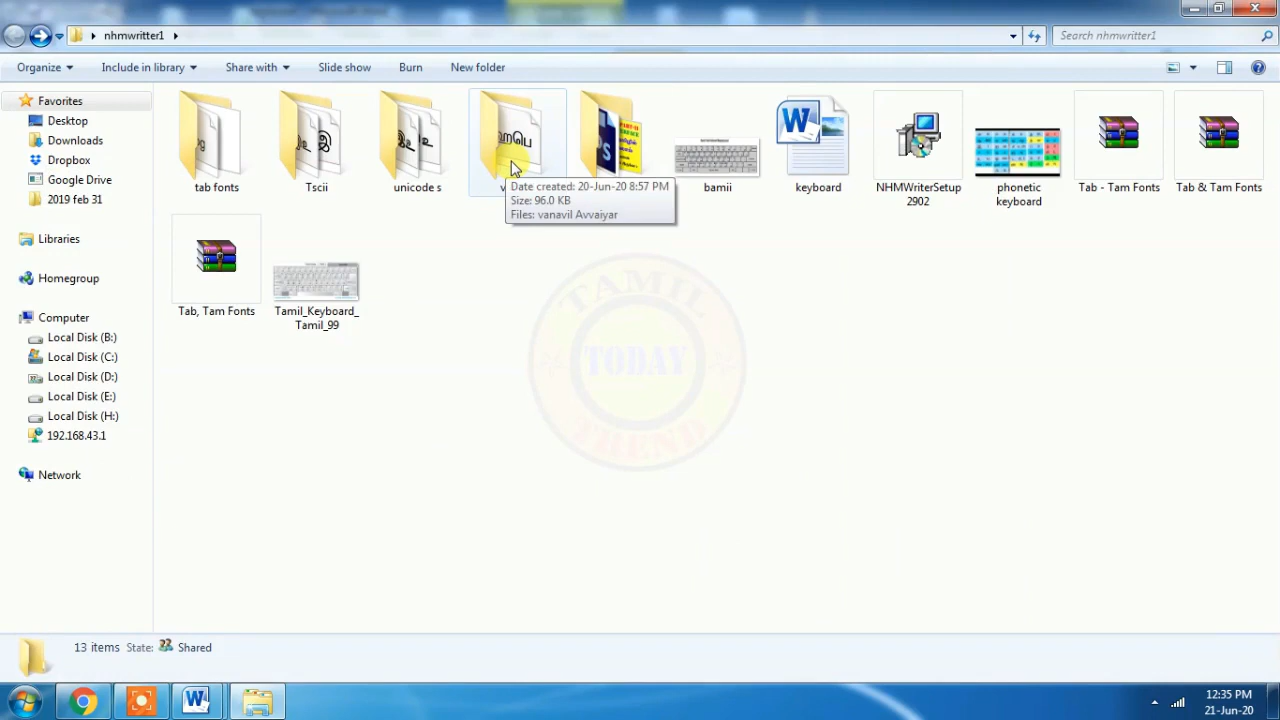 nhmwritter1
Search nhmwritter1
Organize
Include in library
Share with
Slide show
Burn
New folder
Favorites
Desktop
Downloads
Dropbox
Google Drive
2019 feb 31
Libraries
Homegroup
Computer
Local Disk (B:)
Local Disk (C:)
Local Disk (D:)
Local Disk (E:)
Local Disk (H:)
192.168.43.1
Network
tab fonts
Tscii
unicode s
bamii
keyboard
NHMWriterSetup
2902
phonetic
keyboard
Tab - Tam Fonts
Tab & Tam Fonts
Date created: 20-Jun-20 8:57 PM
Size: 96.0 KB
Files: vanavil Avvaiyar
Tab, Tam Fonts
Tamil_Keyboard_
Tamil_99
TAMIL
TODAY
TREND
13 items State: Shared
12:35 PM
21-Jun-20